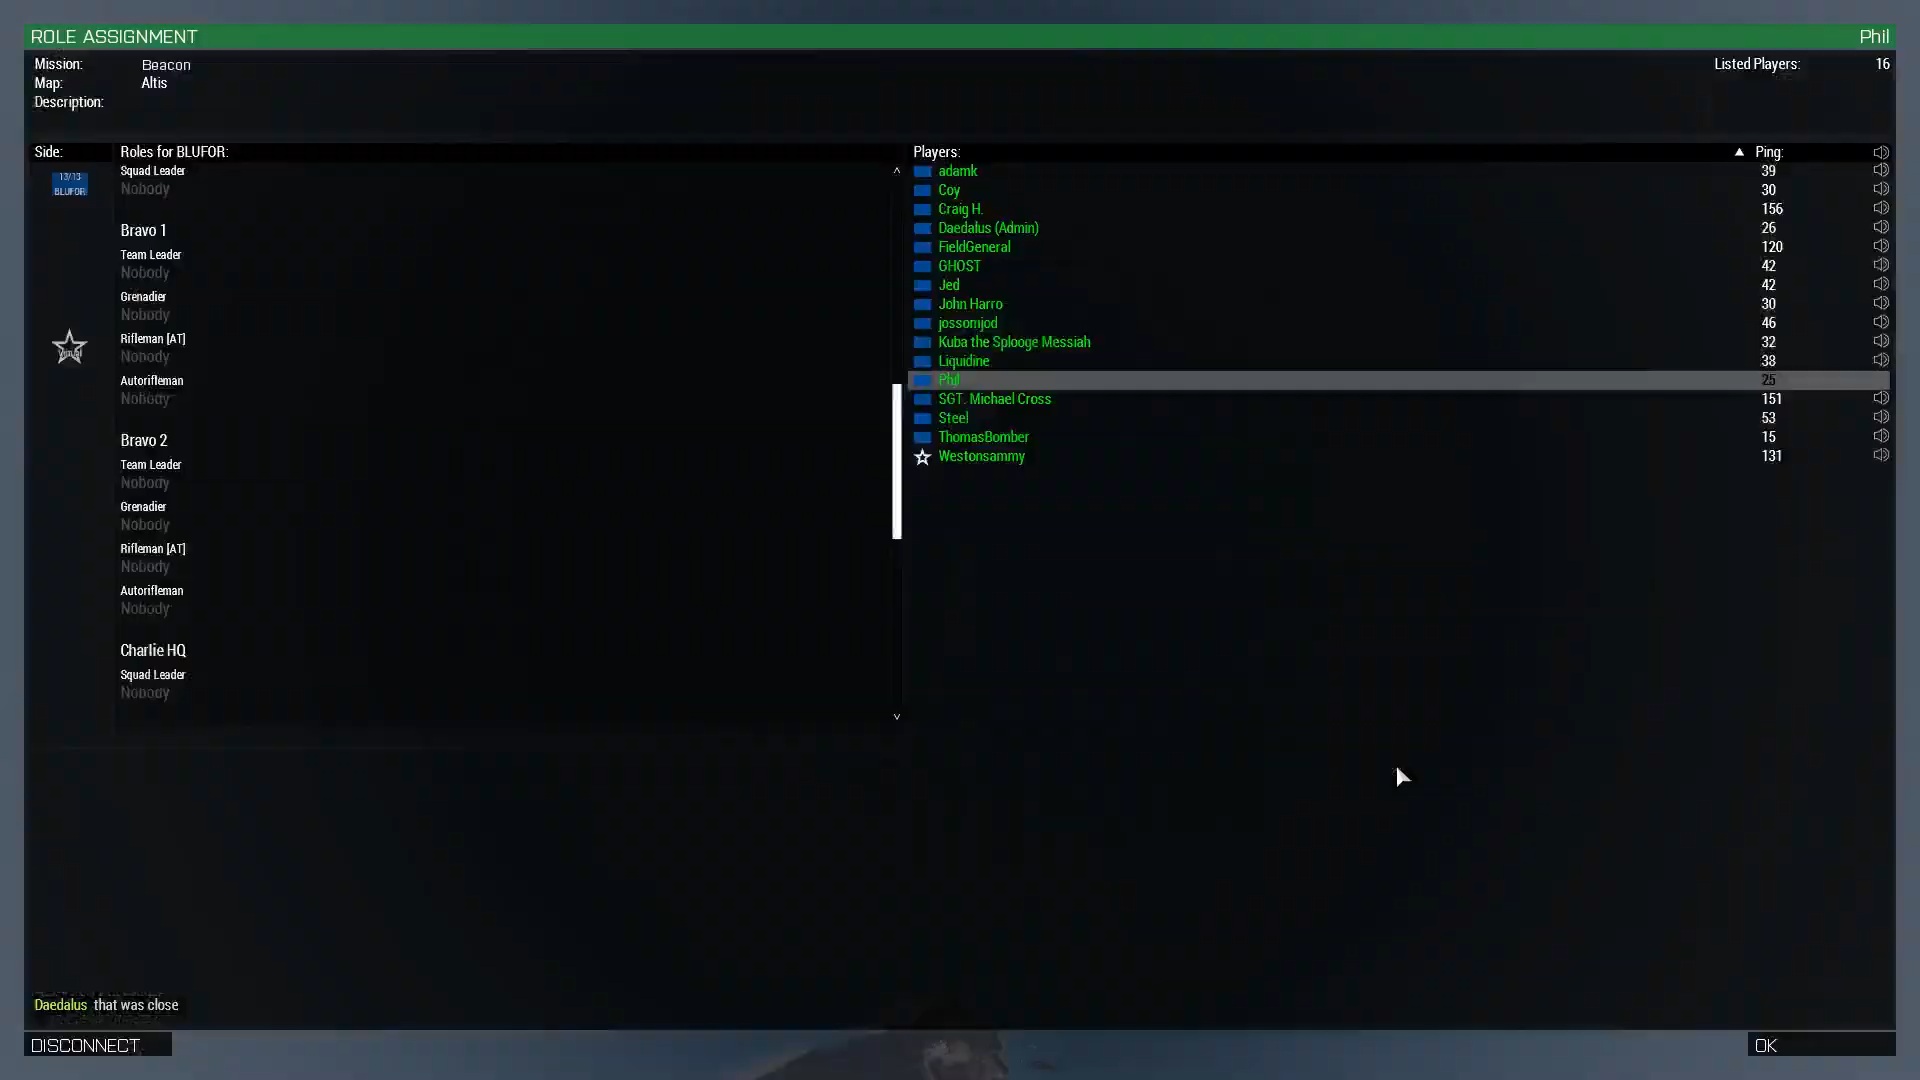 ROLE ASSIGNMENT
Phil
Mission: Beacon
Listed Players: 16
Map: Altis
Description:
Side:
13/13
BLUFOR
Virtual
Roles for BLUFOR:
Squad Leader
Nobody
Bravo 1
Team Leader
Nobody
Grenadier
Nobody
Rifleman [AT]
Nobody
Autorifleman
Nobody
Bravo 2
Team Leader
Nobody
Grenadier
Nobody
Rifleman [AT]
Nobody
Autorifleman
Nobody
Charlie HQ
Squad Leader
Nobody
Players: Ping:
adamk 39
Coy 30
Craig H. 156
Daedalus (Admin) 26
FieldGeneral 120
GHOST 42
Jed 42
John Harro 30
jossomjod 46
Kuba the Splooge Messiah 32
Liquidine 38
Phil 25
SGT. Michael Cross 151
Steel 53
ThomasBomber 15
Westonsammy 131
Daedalus that was close
DISCONNECT
OK